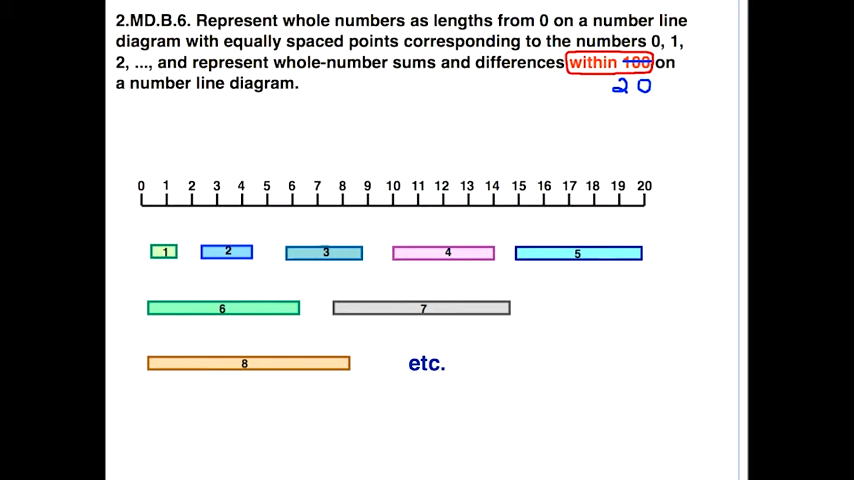 2.MD.B.6. Represent whole numbers as lengths from 0 on a number line
diagram with equally spaced points corresponding to the numbers 0, 1,
2, ..., and represent whole-number sums and differences within 100 on
20
a number line diagram.
0 1 2 3 4 5 6 7 8 9 10 11 12 13 14 15 16 17 18 19 20
1 2 3 4 5
6 7
8 etc.